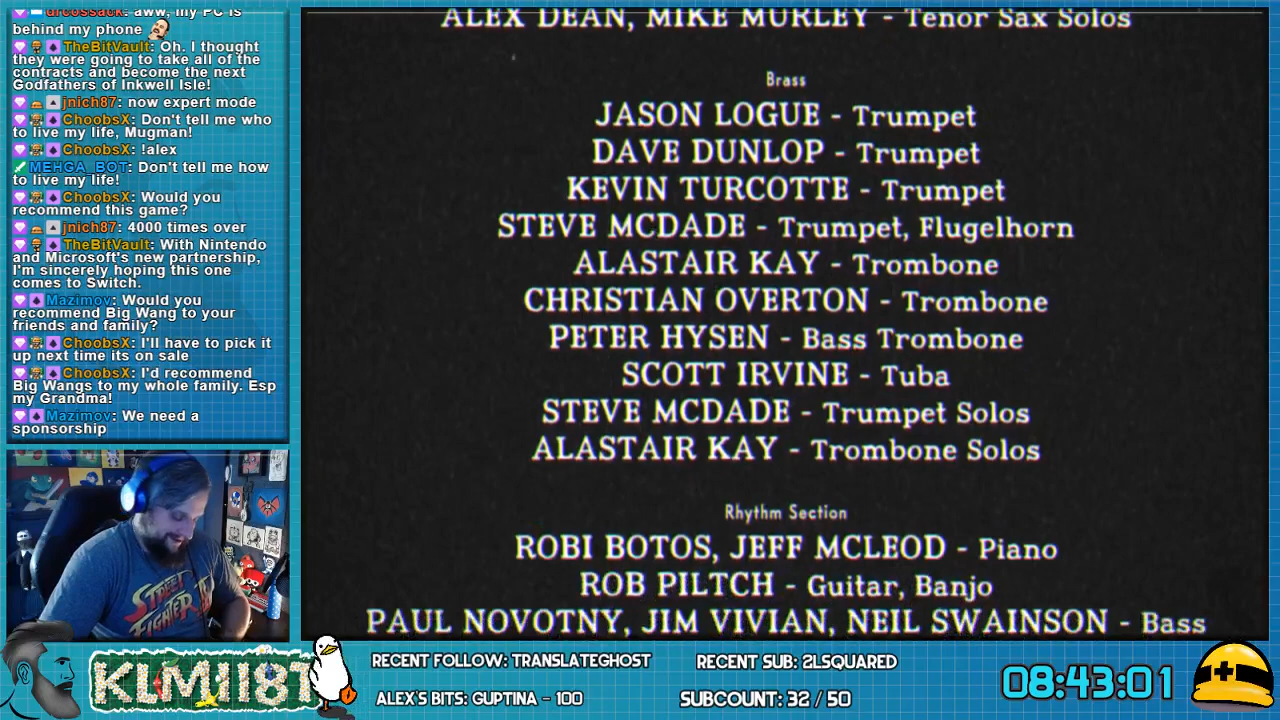 drcossack: aww, my PC is
behind my phone
TheBitVault: Oh. I thought
they were going to take all of the
contracts and become the next
Godfathers of Inkwell Isle!
jnich87: now expert mode
ChoobsX: Don't tell me who
to live my life, Mugman!
ChoobsX: !alex
MEHGA_BOT: Don't tell me how
to live my life!
ChoobsX: Would you
recommend this game?
jnich87: 4000 times over
TheBitVault: With Nintendo
and Microsoft's new partnership,
I'm sincerely hoping this one
comes to Switch.
Mazimov: Would you
recommend Big Wang to your
friends and family?
ChoobsX: I'll have to pick it
up next time its on sale
ChoobsX: I'd recommend
Big Wangs to my whole family. Esp
my Grandma!
Mazimov: We need a
sponsorship
ALEX DEAN, MIKE MURLEY - Tenor Sax Solos
Brass
JASON LOGUE - Trumpet
DAVE DUNLOP - Trumpet
KEVIN TURCOTTE - Trumpet
STEVE MCDADE - Trumpet, Flugelhorn
ALASTAIR KAY - Trombone
CHRISTIAN OVERTON - Trombone
PETER HYSEN - Bass Trombone
SCOTT IRVINE - Tuba
STEVE MCDADE - Trumpet Solos
ALASTAIR KAY - Trombone Solos
Rhythm Section
ROBI BOTOS, JEFF MCLEOD - Piano
ROB PILTCH - Guitar, Banjo
PAUL NOVOTNY, JIM VIVIAN, NEIL SWAINSON - Bass
STREET
FIGHTER
KLM1187
RECENT FOLLOW: TRANSLATEGHOST
RECENT SUB: 2LSQUARED
ALEX'S BITS: GUPTINA - 100
SUBCOUNT: 32 / 50
08:43:01